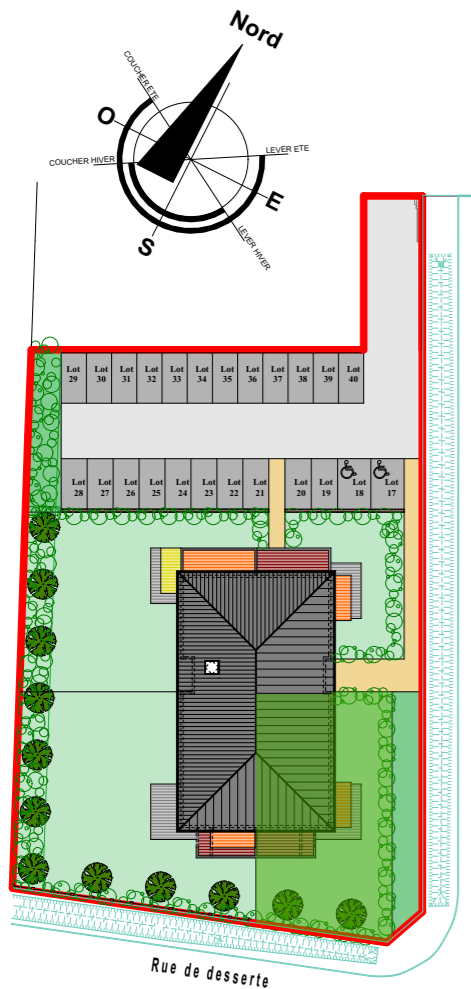 Nord
COUCHER ETE
O
COUCHER HIVER
LEVER ETE
E
S
LEVER HIVER
Lot 29
Lot 30
Lot 31
Lot 32
Lot 33
Lot 34
Lot 35
Lot 36
Lot 37
Lot 38
Lot 39
Lot 40
Lot 28
Lot 27
Lot 26
Lot 25
Lot 24
Lot 23
Lot 22
Lot 21
Lot 20
Lot 19
Lot 18
Lot 17
Rue de desserte